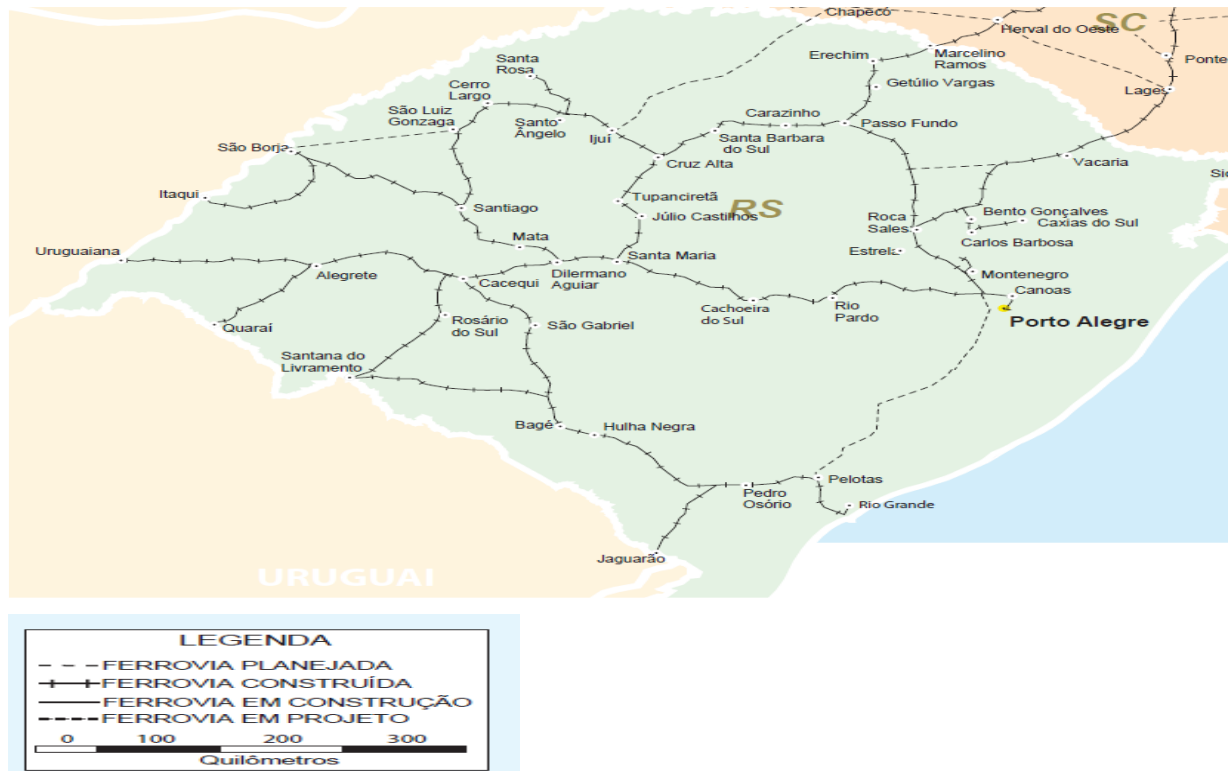 Chapecó
SC
Herval do Oeste
Erechim
Marcelino
Ramos
Ponte
Santa
Rosa
Getúlio Vargas
Cerro
Largo
Lages
São Luiz
Gonzaga
Santo
Ângelo
Ijuí
Carazinho
Santa Barbara
do Sul
Passo Fundo
São Borja
Cruz Alta
Vacaria
Itaqui
Tupanciretã
RS
Santiago
Júlio Castilhos
Roca
Sales
Bento Gonçalves
Caxias do Sul
Uruguaiana
Mata
Estrela
Carlos Barbosa
Santa Maria
Alegrete
Cacequi
Dilermano
Aguiar
Montenegro
Canoas
Quaraí
Rosário
do Sul
São Gabriel
Cachoeira
do Sul
Rio
Pardo
Porto Alegre
Santana do
Livramento
Bagé
Hulha Negra
Pelotas
Pedro
Osório
Rio Grande
Jaguarão
URUGUAI
LEGENDA
FERROVIA PLANEJADA
FERROVIA CONSTRUÍDA
FERROVIA EM CONSTRUÇÃO
FERROVIA EM PROJETO
0 100 200 300
Quilômetros